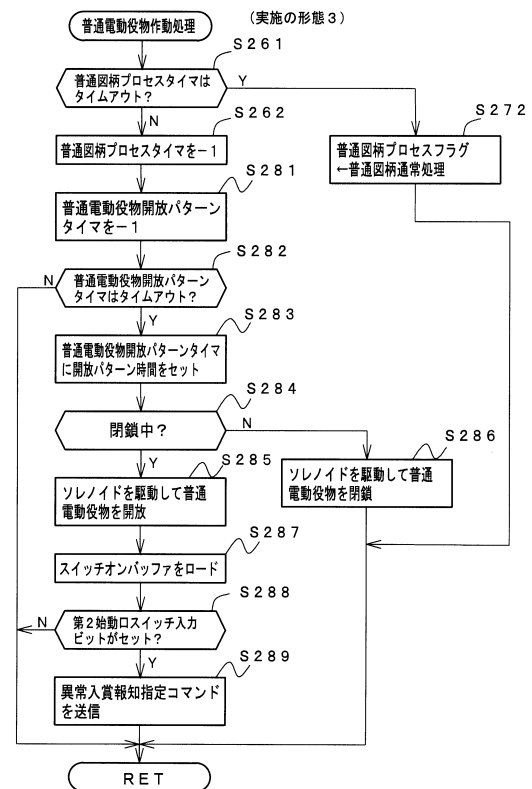 普通電動役物作動処理
(実施の形態3)
S261
普通図柄プロセスタイマは
タイムアウト?
Y
N
S262
S272
普通図柄プロセスタイマを-1
普通図柄プロセスフラグ
←普通図柄通常処理
S281
普通電動役物開放パターン
タイマを-1
S282
N
普通電動役物開放パターン
タイマはタイムアウト?
Y
S283
普通電動役物開放パターンタイマ
に開放パターン時間をセット
S284
閉鎖中?
N
Y
S285
S286
ソレノイドを駆動して普通
電動役物を開放
ソレノイドを駆動して普通
電動役物を閉鎖
S287
スイッチオンバッファをロード
S288
N
第2始動口スイッチ入力
ビットがセット?
Y
S289
異常入賞報知指定コマンド
を送信
RET